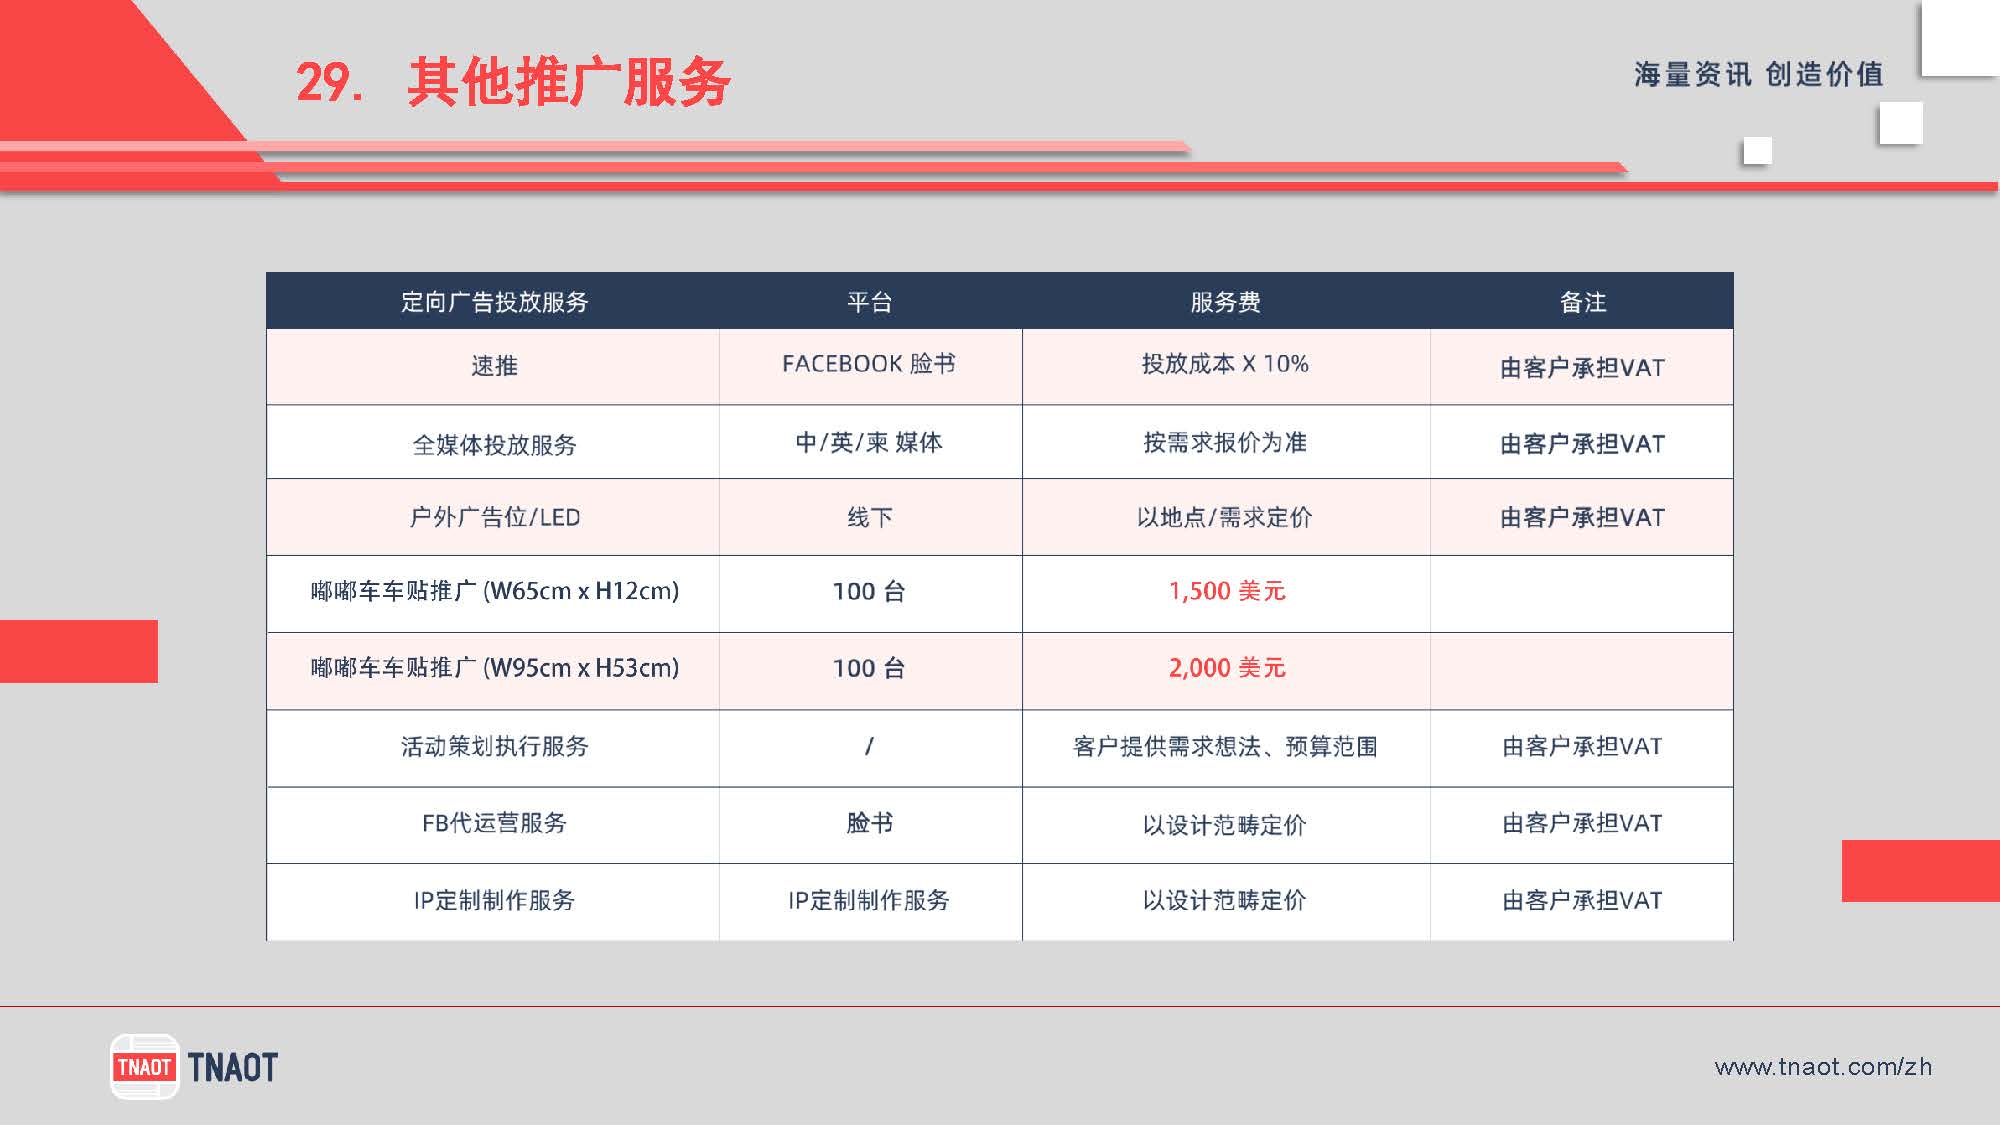 29. 其他推广服务
海量资讯 创造价值
定向广告投放服务 平台 服务费 备注
速推 FACEBOOK 脸书 投放成本 X 10% 由客户承担VAT
全媒体投放服务 中/英/柬 媒体 按需求报价为准 由客户承担VAT
户外广告位/LED 线下 以地点/需求定价 由客户承担VAT
嘟嘟车车贴推广 (W65cm x H12cm) 100 台 1,500 美元
嘟嘟车车贴推广 (W95cm x H53cm) 100 台 2,000 美元
活动策划执行服务 / 客户提供需求想法、预算范围 由客户承担VAT
FB代运营服务 脸书 以设计范畴定价 由客户承担VAT
IP定制制作服务 IP定制制作服务 以设计范畴定价 由客户承担VAT
TNAOT TNAOT
www.tnaot.com/zh